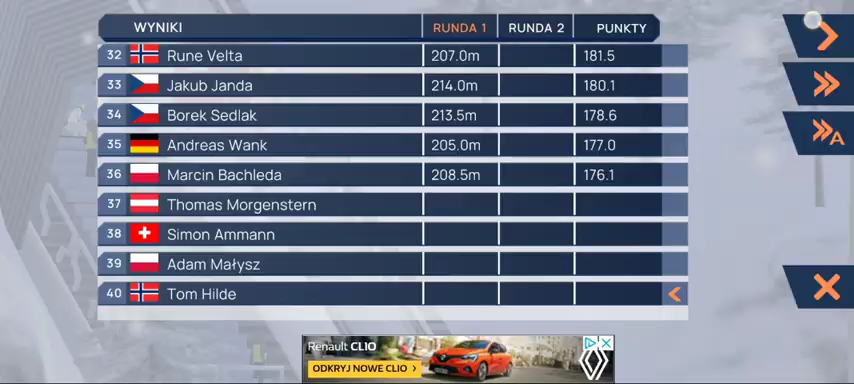 WYNIKI RUNDA 1 RUNDA 2 PUNKTY
32 Rune Velta 207.0m 181.5
33 Jakub Janda 214.0m 180.1
34 Borek Sedlak 213.5m 178.6
35 Andreas Wank 205.0m 177.0
36 Marcin Bachleda 208.5m 176.1
37 Thomas Morgenstern
38 Simon Ammann
39 Adam Małysz
40 Tom Hilde
A
Renault CLIO
ODKRYJ NOWE CLIO >